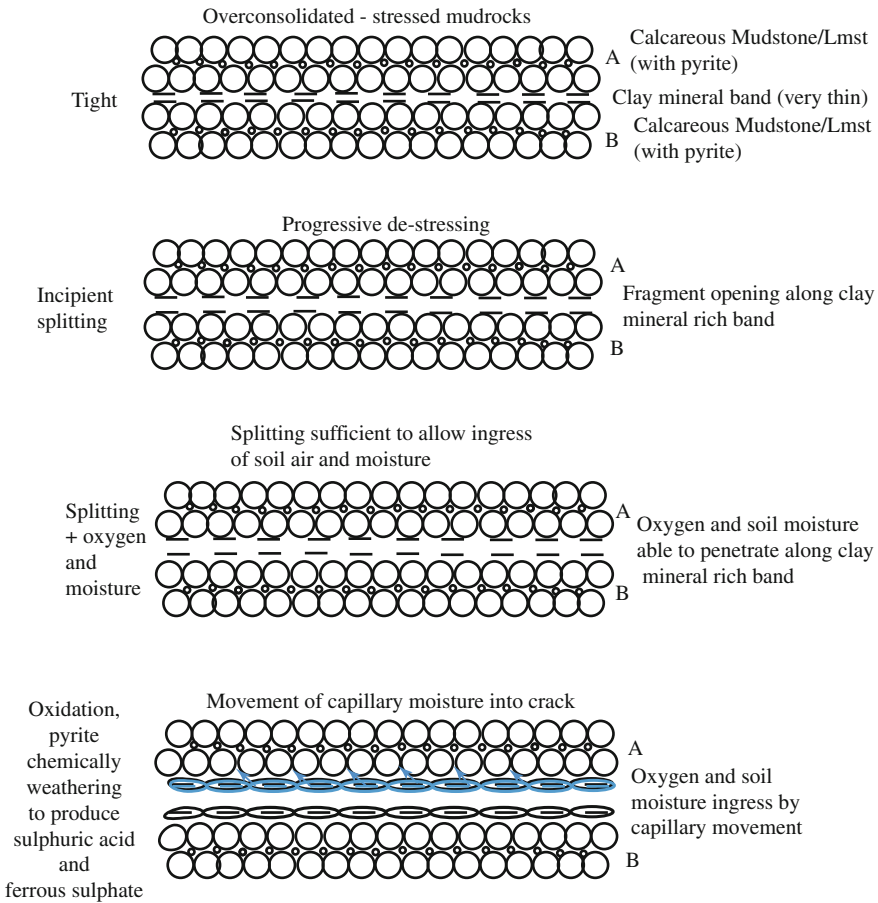 Overconsolidated - stressed mudrocks
Tight
A
Calcareous Mudstone/Lmst
(with pyrite)
Clay mineral band (very thin)
B
Calcareous Mudstone/Lmst
(with pyrite)
Progressive de-stressing
Incipient
splitting
A
Fragment opening along clay
mineral rich band
B
Splitting sufficient to allow ingress
of soil air and moisture
Splitting
+ oxygen
and
moisture
A
Oxygen and soil moisture
able to penetrate along clay
mineral rich band
B
Movement of capillary moisture into crack
Oxidation,
pyrite
chemically
weathering
to produce
sulphuric acid
and
ferrous sulphate
A
Oxygen and soil
moisture ingress by
capillary movement
B